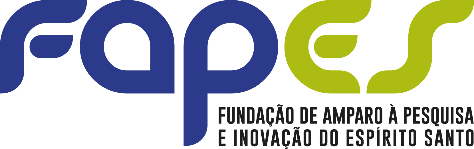 fapes
FUNDAÇÃO DE AMPARO À PESQUISA
E INOVAÇÃO DO ESPÍRITO SANTO